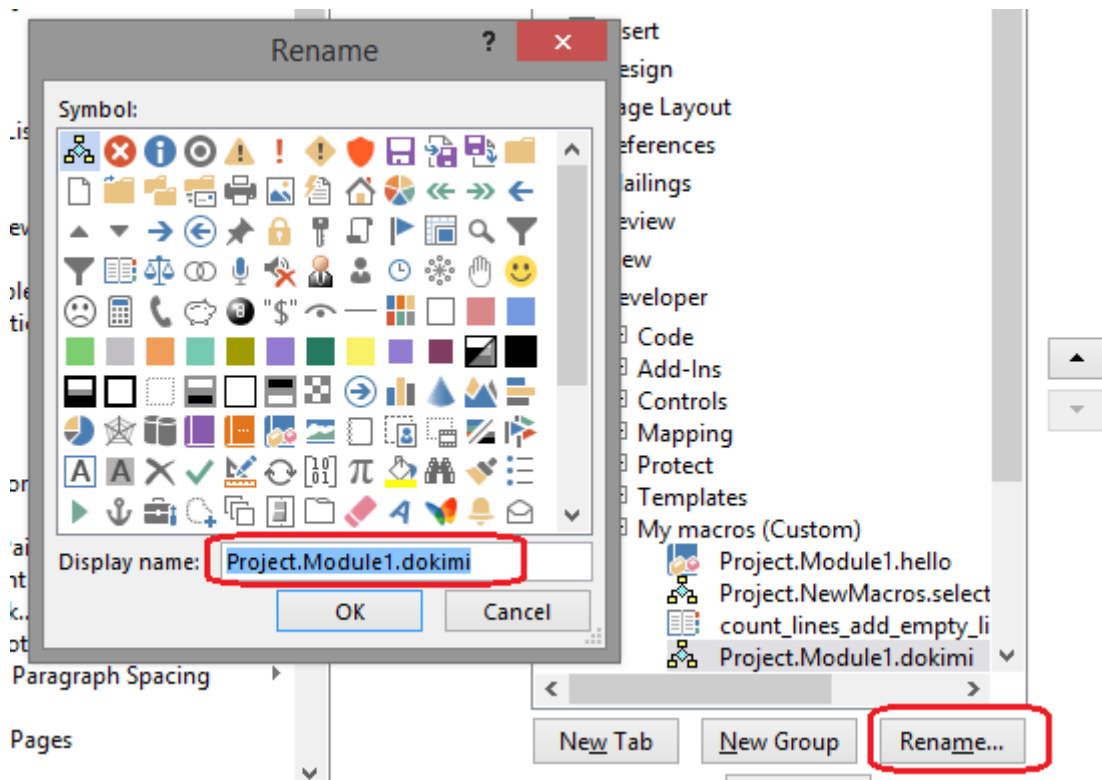 Rename
?
Symbol:
"$"
Display name: Project.Module1.dokimi
OK
Cancel
Paragraph Spacing
Pages
sert
esign
age Layout
eferences
ailings
eview
ew
eveloper
Code
Add-Ins
Controls
Mapping
Protect
Templates
My macros (Custom)
Project.Module1.hello
Project.NewMacros.select
count_lines_add_empty_li
Project.Module1.dokimi
New Tab
New Group
Rename...